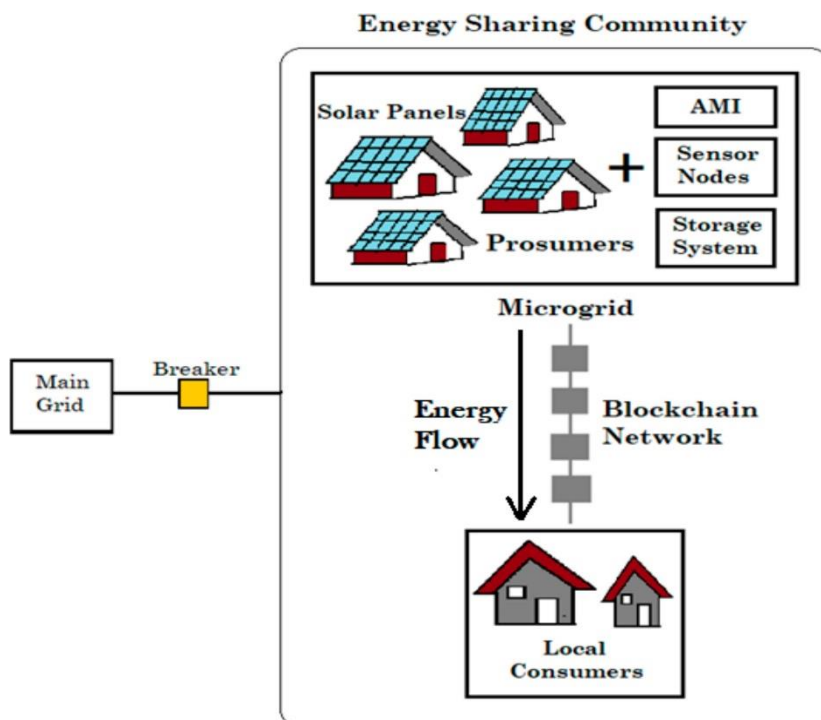 Energy Sharing Community
Solar Panels
AMI
Sensor
Nodes
Storage
System
Prosumers
Microgrid
Main
Grid
Breaker
Energy
Flow
Blockchain
Network
Local
Consumers